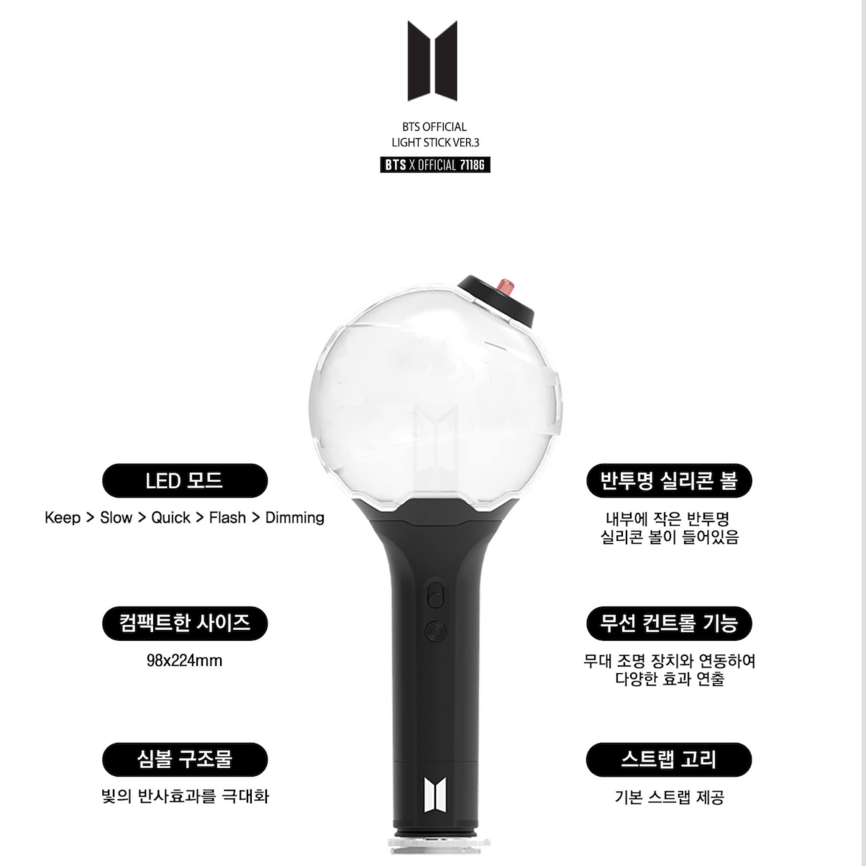 BTS OFFICIAL
LIGHT STICK VER.3
BTS X OFFICIAL 71186
LED 모드
Keep > Slow > Quick > Flash > Dimming
컴팩트한 사이즈
98x224mm
심볼 구조물
빛의 반사효과를 극대화
반투명 실리콘 볼
내부에 작은 반투명
실리콘 볼이 들어있음
무선 컨트롤 기능
무대 조명 장치와 연동하여
다양한 효과 연출
스트랩 고리
기본 스트랩 제공